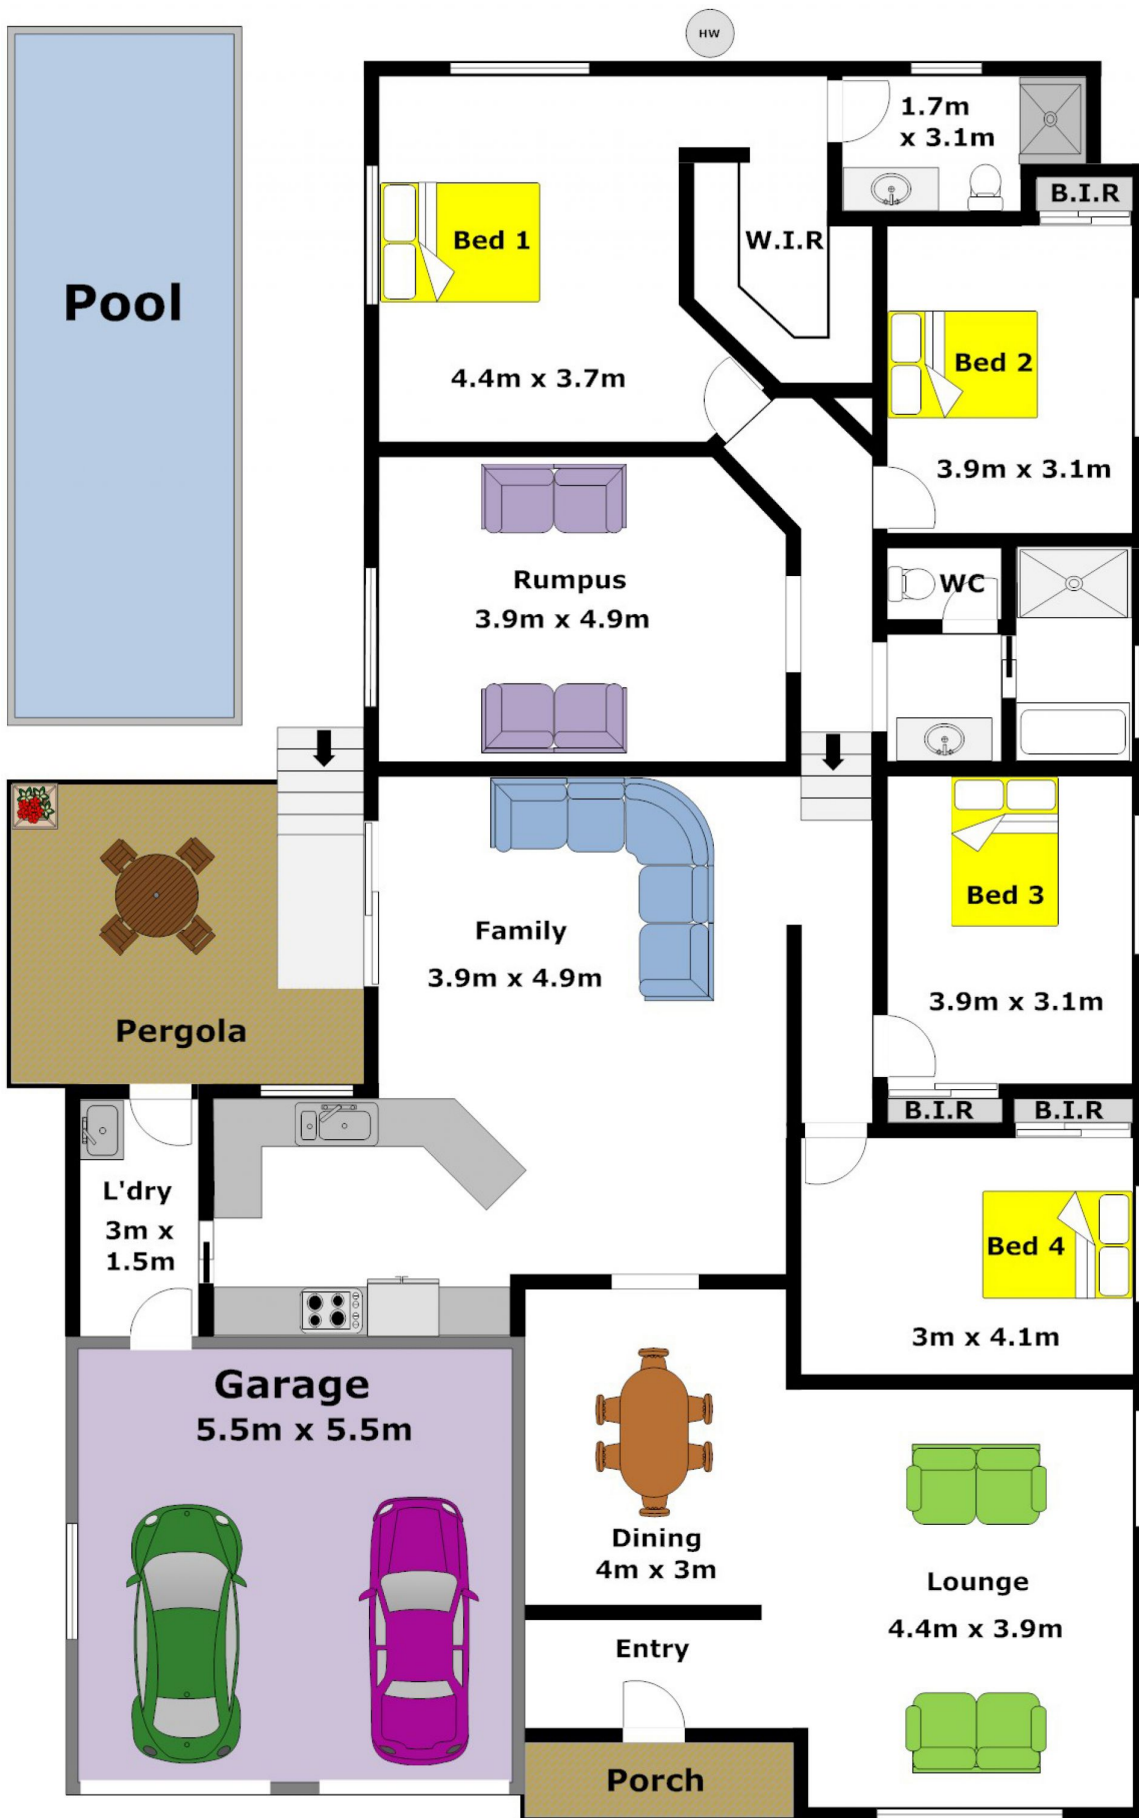 HW
1.7m
x 3.1m
B.I.R
Bed 1
W.I.R
Pool
Bed 2
4.4m x 3.7m
3.9m x 3.1m
Rumpus
3.9m x 4.9m
WC
Bed 3
Family
3.9m x 4.9m
3.9m x 3.1m
Pergola
B.I.R
B.I.R
L'dry
3m x
1.5m
Bed 4
3m x 4.1m
Garage
5.5m x 5.5m
Dining
4m x 3m
Lounge
4.4m x 3.9m
Entry
Porch